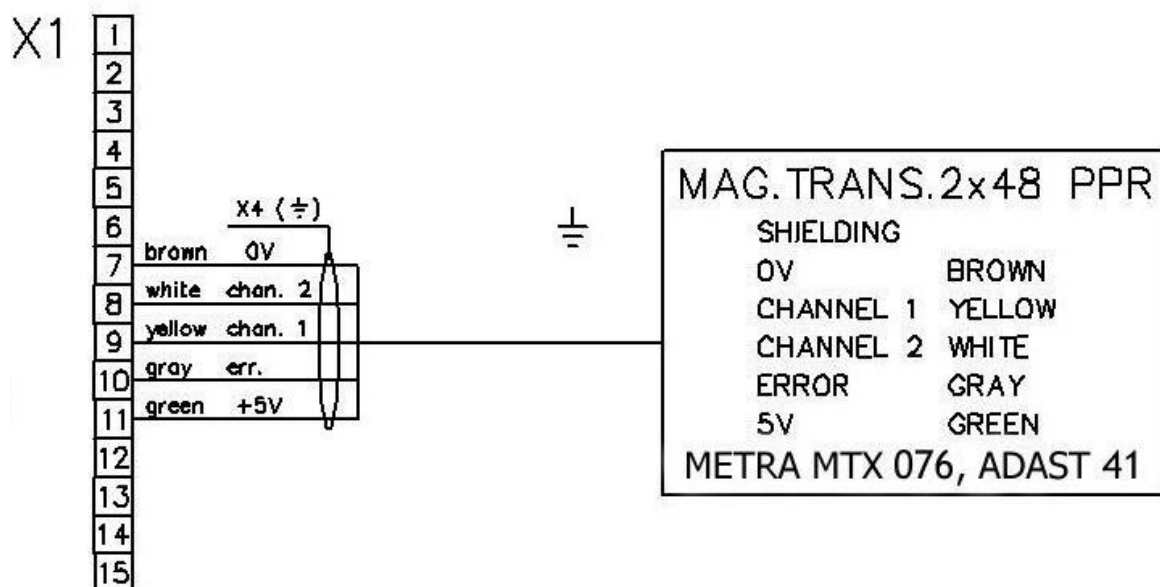 X1
1
2
3
4
5
6
X4 (⏚)
7 brown 0V
8 white chan. 2
9 yellow chan. 1
10 gray err.
11 green +5V
12
13
14
15
MAG.TRANS.2x48 PPR
SHIELDING
0V BROWN
CHANNEL 1 YELLOW
CHANNEL 2 WHITE
ERROR GRAY
5V GREEN
METRA MTX 076, ADAST 41